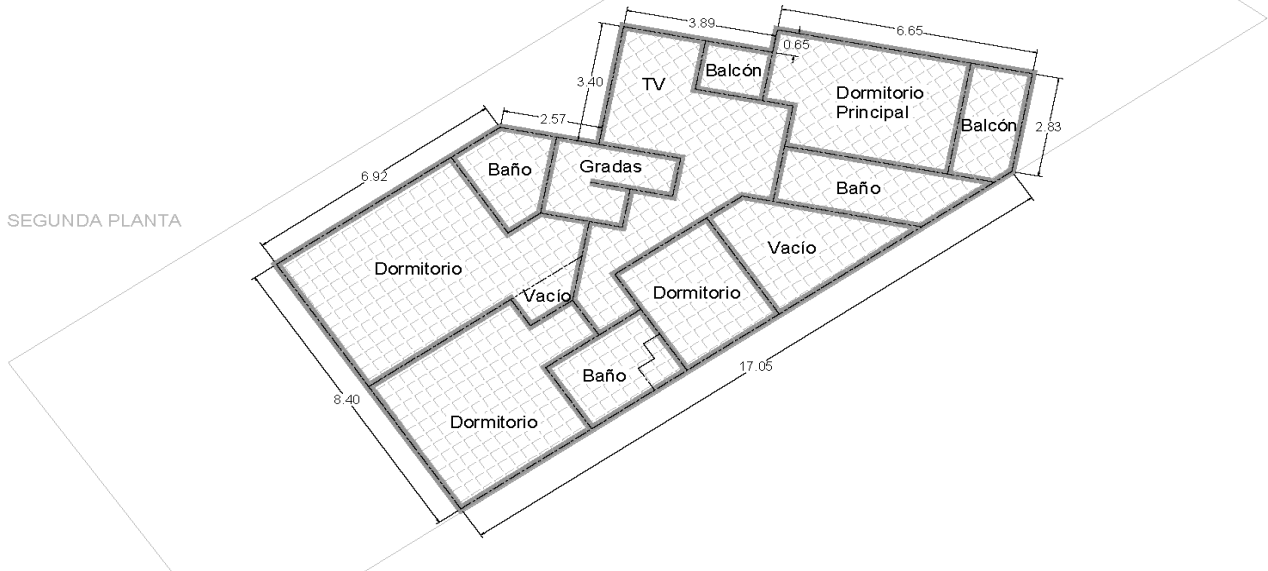 3.89
6.65
0.65
TV
Balcón
3.40
Dormitorio
Principal
Balcón
2.83
2.57
Baño
Gradas
6.92
Baño
SEGUNDA PLANTA
Vacío
Dormitorio
Vacío
Dormitorio
17.05
Baño
8.40
Dormitorio